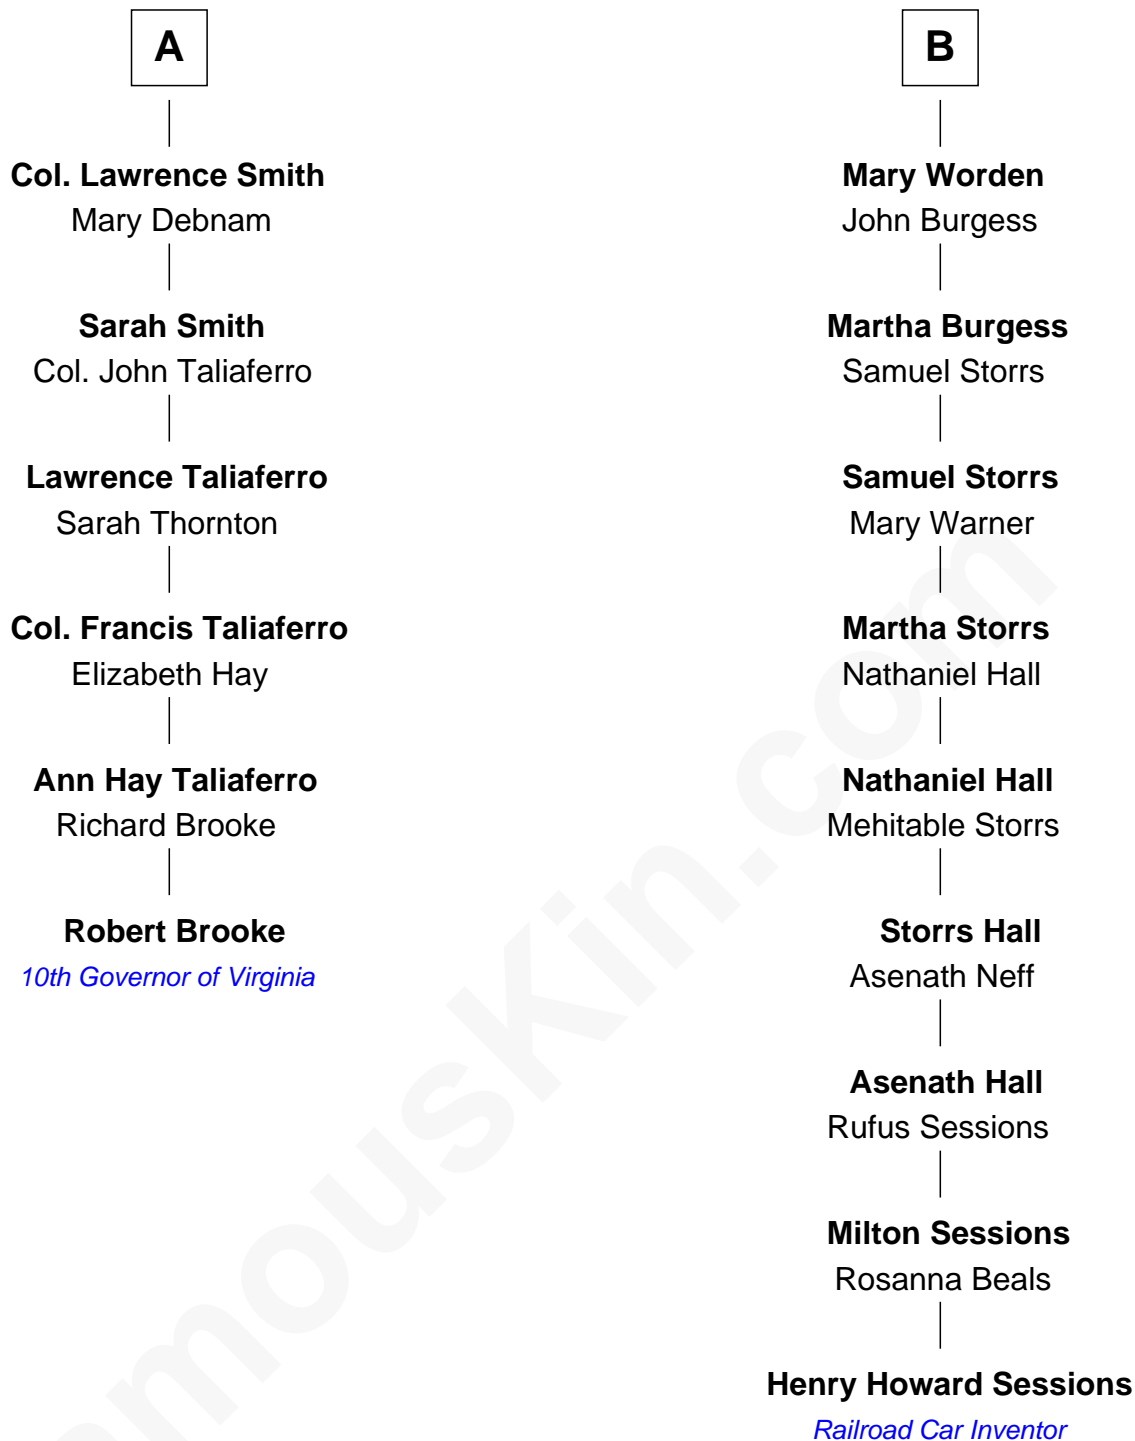 A
Col. Lawrence Smith
Mary Debnam
Sarah Smith
Col. John Taliaferro
Lawrence Taliaferro
Sarah Thornton
Col. Francis Taliaferro
Elizabeth Hay
Ann Hay Taliaferro
Richard Brooke
Robert Brooke
10th Governor of Virginia
B
Mary Worden
John Burgess
Martha Burgess
Samuel Storrs
Samuel Storrs
Mary Warner
Martha Storrs
Nathaniel Hall
Nathaniel Hall
Mehitable Storrs
Storrs Hall
Asenath Neff
Asenath Hall
Rufus Sessions
Milton Sessions
Rosanna Beals
Henry Howard Sessions
Railroad Car Inventor
amouskin.com